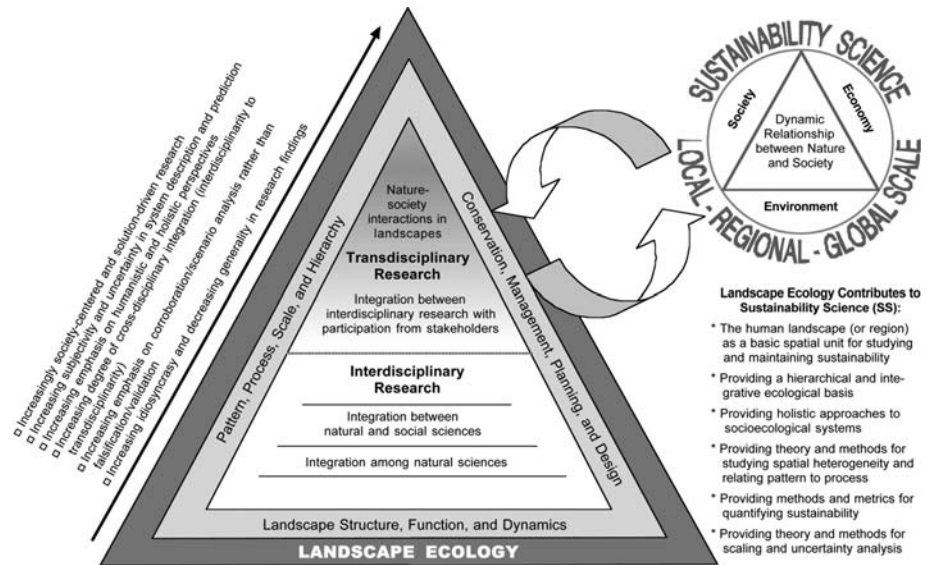 □ Increasingly society-centered and solution-driven research
□ Increasing subjectivity and uncertainty in system description and prediction
□ Increasing emphasis on humanistic and holistic perspectives
□ Increasing degree of cross-disciplinary integration (interdisciplinarity to
transdisciplinarity)
□ Increasing emphasis on corroboration/scenario analysis rather than
falsification/validation
□ Increasing idiosyncrasy and decreasing generality in research findings
Pattern, Process, Scale, and Hierarchy
Conservation, Management, Planning, and Design
Nature-
society
interactions in
landscapes
Transdisciplinary
Research
Integration between
interdisciplinary research with
participation from stakeholders
Interdisciplinary
Research
Integration between
natural and social sciences
Integration among natural sciences
Landscape Structure, Function, and Dynamics
LANDSCAPE ECOLOGY
SUSTAINABILITY SCIENCE
Society
Economy
Dynamic
Relationship
between Nature
and Society
Environment
LOCAL - REGIONAL - GLOBAL SCALE
Landscape Ecology Contributes to
Sustainability Science (SS):
* The human landscape (or region)
as a basic spatial unit for studying
and maintaining sustainability
* Providing a hierarchical and inte-
grative ecological basis
* Providing holistic approaches to
socioecological systems
* Providing theory and methods for
studying spatial heterogeneity and
relating pattern to process
* Providing methods and metrics for
quantifying sustainability
* Providing theory and methods for
scaling and uncertainty analysis